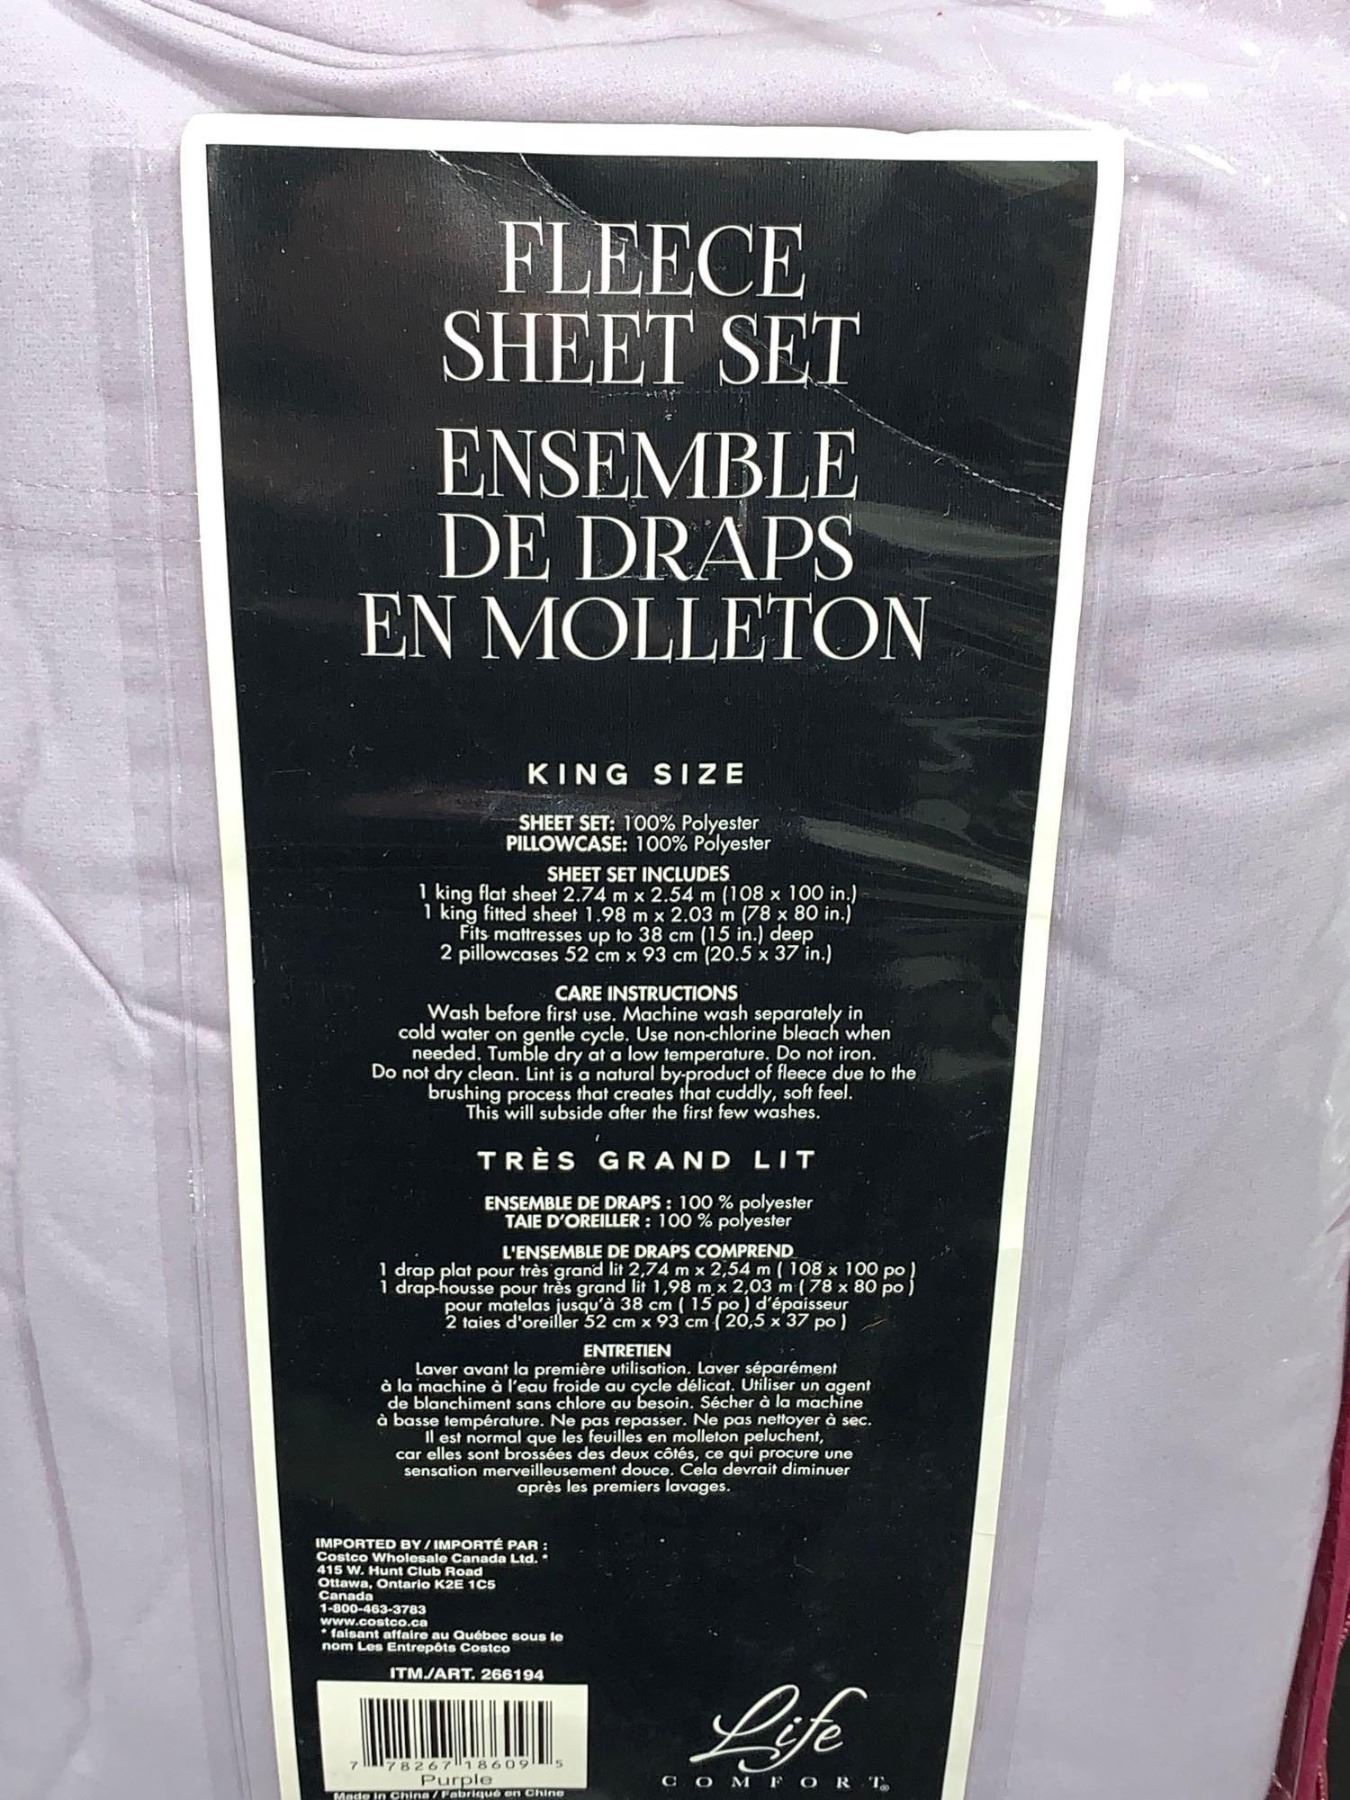 FLEECE
SHEET SET
ENSEMBLE
DE DRAPS
EN MOLLETON
KING SIZE
SHEET SET: 100% Polyester
PILLOWCASE: 100% Polyester
SHEET SET INCLUDES
1 king flat sheet 2.74 m x 2.54 m (108 x 100 in.)
1 king fitted sheet 1.98 m x 2.03 m (78 x 80 in.)
Fits mattresses up to 38 cm (15 in.) deep
2 pillowcases 52 cm x 93 cm (20.5 x 37 in.)
CARE INSTRUCTIONS
Wash before first use. Machine wash separately in
cold water on gentle cycle. Use non-chlorine bleach when
needed. Tumble dry at a low temperature. Do not iron.
Do not dry clean. Lint is a natural by-product of fleece due to the
brushing process that creates that cuddly, soft feel.
This will subside after the first few washes.
TRÈS GRAND LIT
ENSEMBLE DE DRAPS : 100 % polyester
TAIE D'OREILLER : 100 % polyester
L'ENSEMBLE DE DRAPS COMPREND
1 drap plat pour très grand lit 2,74 m x 2,54 m ( 108 x 100 po )
1 drap-housse pour très grand lit 1,98 m x 2,03 m ( 78 x 80 po )
pour matelas jusqu'à 38 cm ( 15 po ) d'épaisseur
2 taies d'oreiller 52 cm x 93 cm ( 20,5 x 37 po )
ENTRETIEN
Laver avant la première utilisation. Laver séparément
à la machine à l'eau froide au cycle délicat. Utiliser un agent
de blanchiment sans chlore au besoin. Sécher à la machine
à basse température. Ne pas repasser. Ne pas nettoyer à sec.
Il est normal que les feuilles en molleton peluchent,
car elles sont brossées des deux côtés, ce qui procure une
sensation merveilleusement douce. Cela devrait diminuer
après les premiers lavages.
IMPORTED BY / IMPORTÉ PAR :
Costco Wholesale Canada Ltd. *
415 W. Hunt Club Road
Ottawa, Ontario K2E 1C5
Canada
1-800-463-3783
www.costco.ca
* faisant affaire au Québec sous le
nom Les Entrepôts Costco
ITM./ART. 266194
7 78267 18609 5
Purple
Made in China / Fabriqué en Chine
Life
COMFORT®